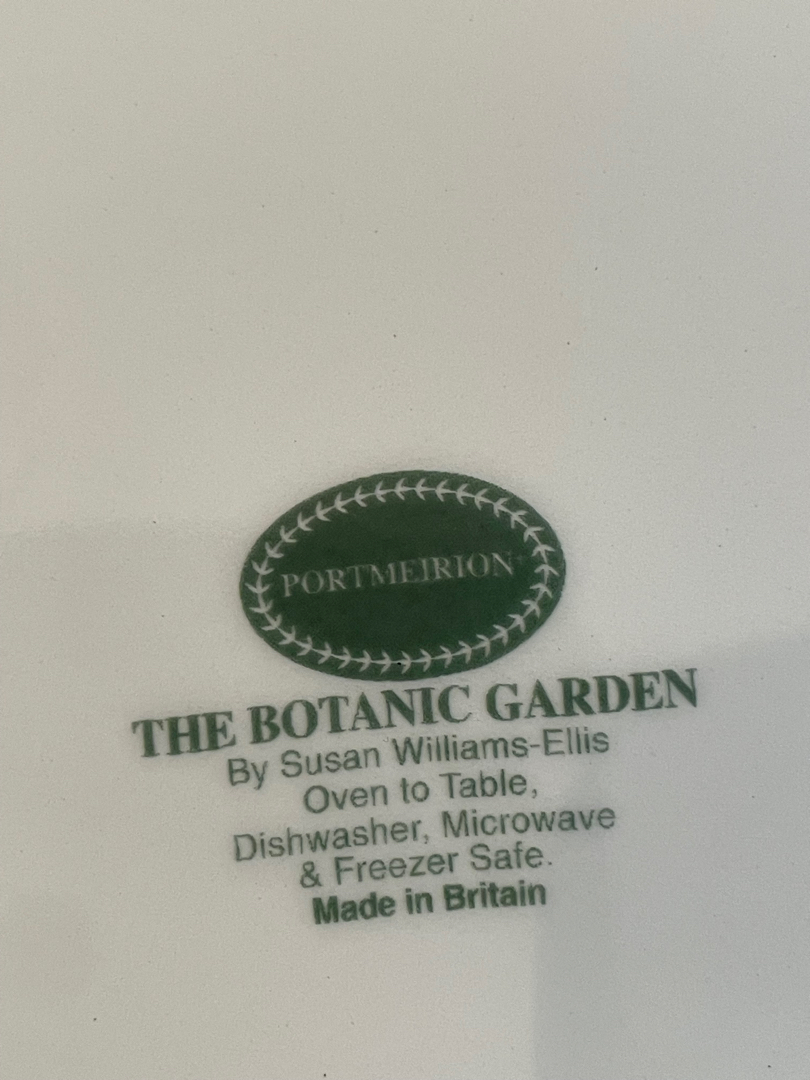 PORTMEIRION
THE BOTANIC GARDEN
By Susan Williams-Ellis
Oven to Table,
Dishwasher, Microwave
& Freezer Safe.
Made in Britain